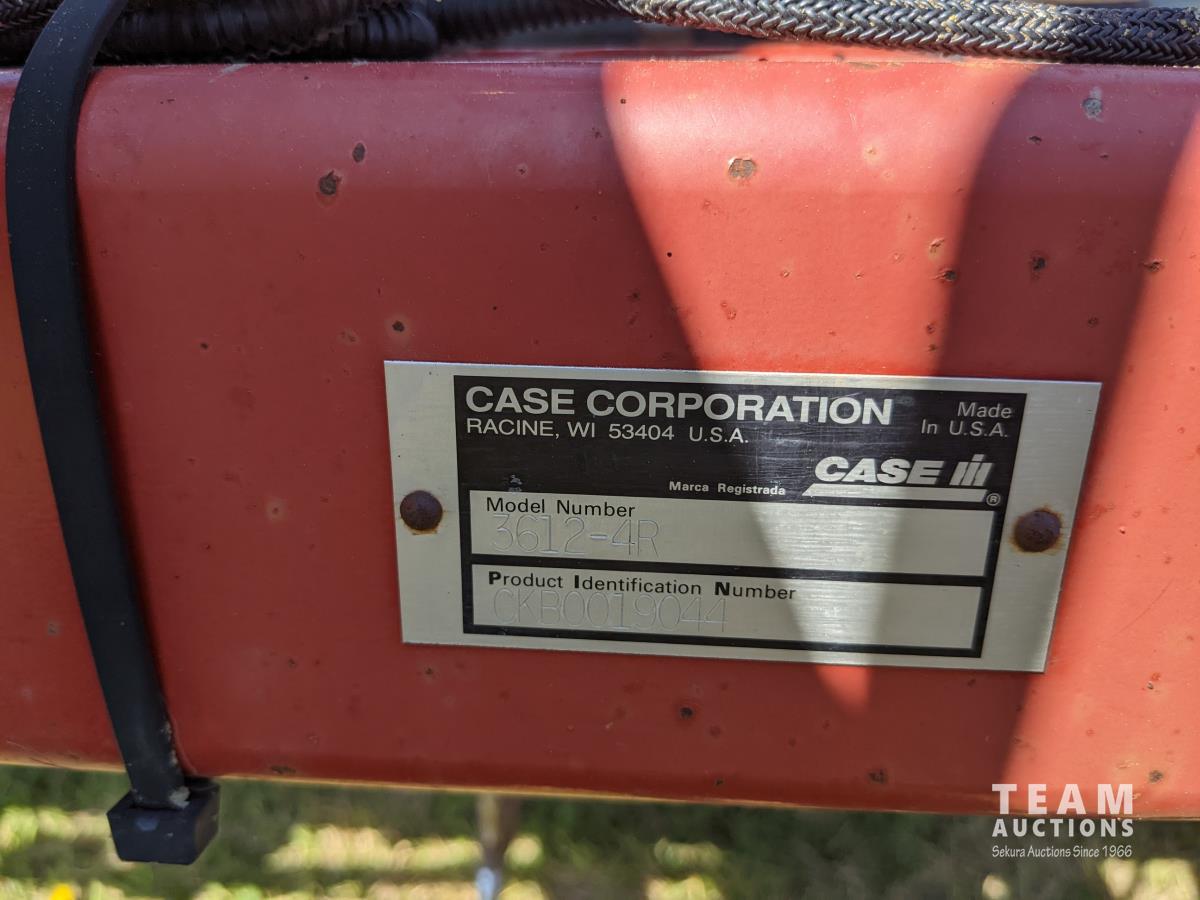 CASE CORPORATION
RACINE, WI 53404 U.S.A.
Made
In U.S.A.
CASE IH
Marca Registrada ®
Model Number
3612-4R
Product Identification Number
CKB0019044
TEAM
AUCTIONS
Sekura Auctions Since 1966